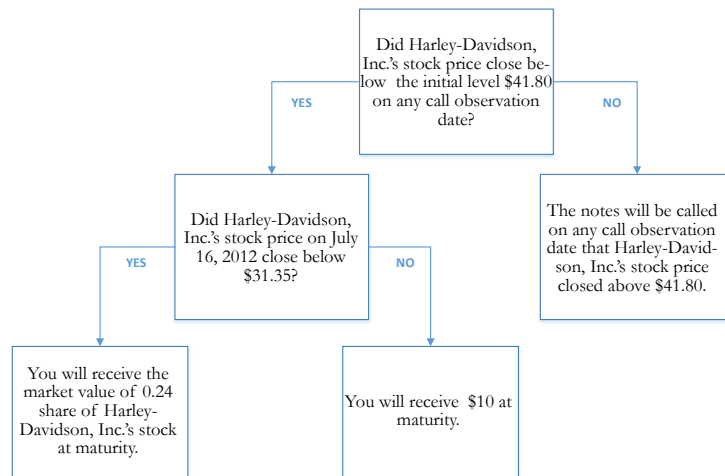 Did Harley-Davidson,
Inc.'s stock price close be-
low the initial level $41.80
on any call observation
date?
YES
NO
Did Harley-Davidson,
Inc.'s stock price on July
16, 2012 close below
$31.35?
The notes will be called
on any call observation
date that Harley-David-
son, Inc.'s stock price
closed above $41.80.
YES
NO
You will receive the
market value of 0.24
share of Harley-
Davidson, Inc.'s stock
at maturity.
You will receive $10 at
maturity.